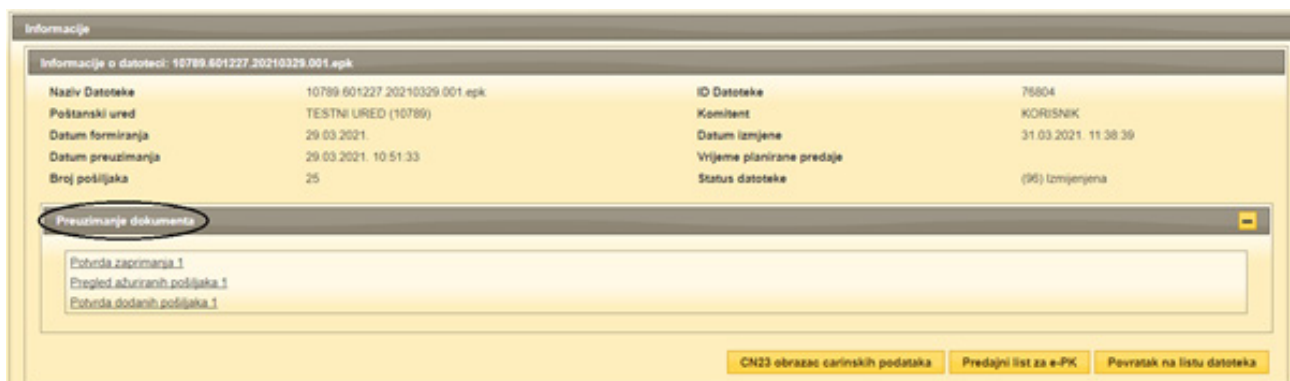 Informacije
Informacije o datoteci: 10789.601227.20210329.001.epk
Naziv Datoteke 10789.601227.20210329.001.epk ID Datoteke 76804
Poštanski ured TESTNI URED (10789) Komitent KORISNIK
Datum formiranja 29.03.2021. Datum izmjene 31.03.2021. 11:38:39
Datum preuzimanja 29.03.2021. 10:51:33 Vrijeme planirane predaje
Broj pošiljaka 25 Status datoteke (96) Izmijenjena
Preuzimanje dokumenta
Potvrda zaprimanja 1
Pregled ažuriranih pošiljaka 1
Potvrda dodanih pošiljaka 1
CN23 obrazac carinskih podataka Predajni list za e-PK Povratak na listu datoteka